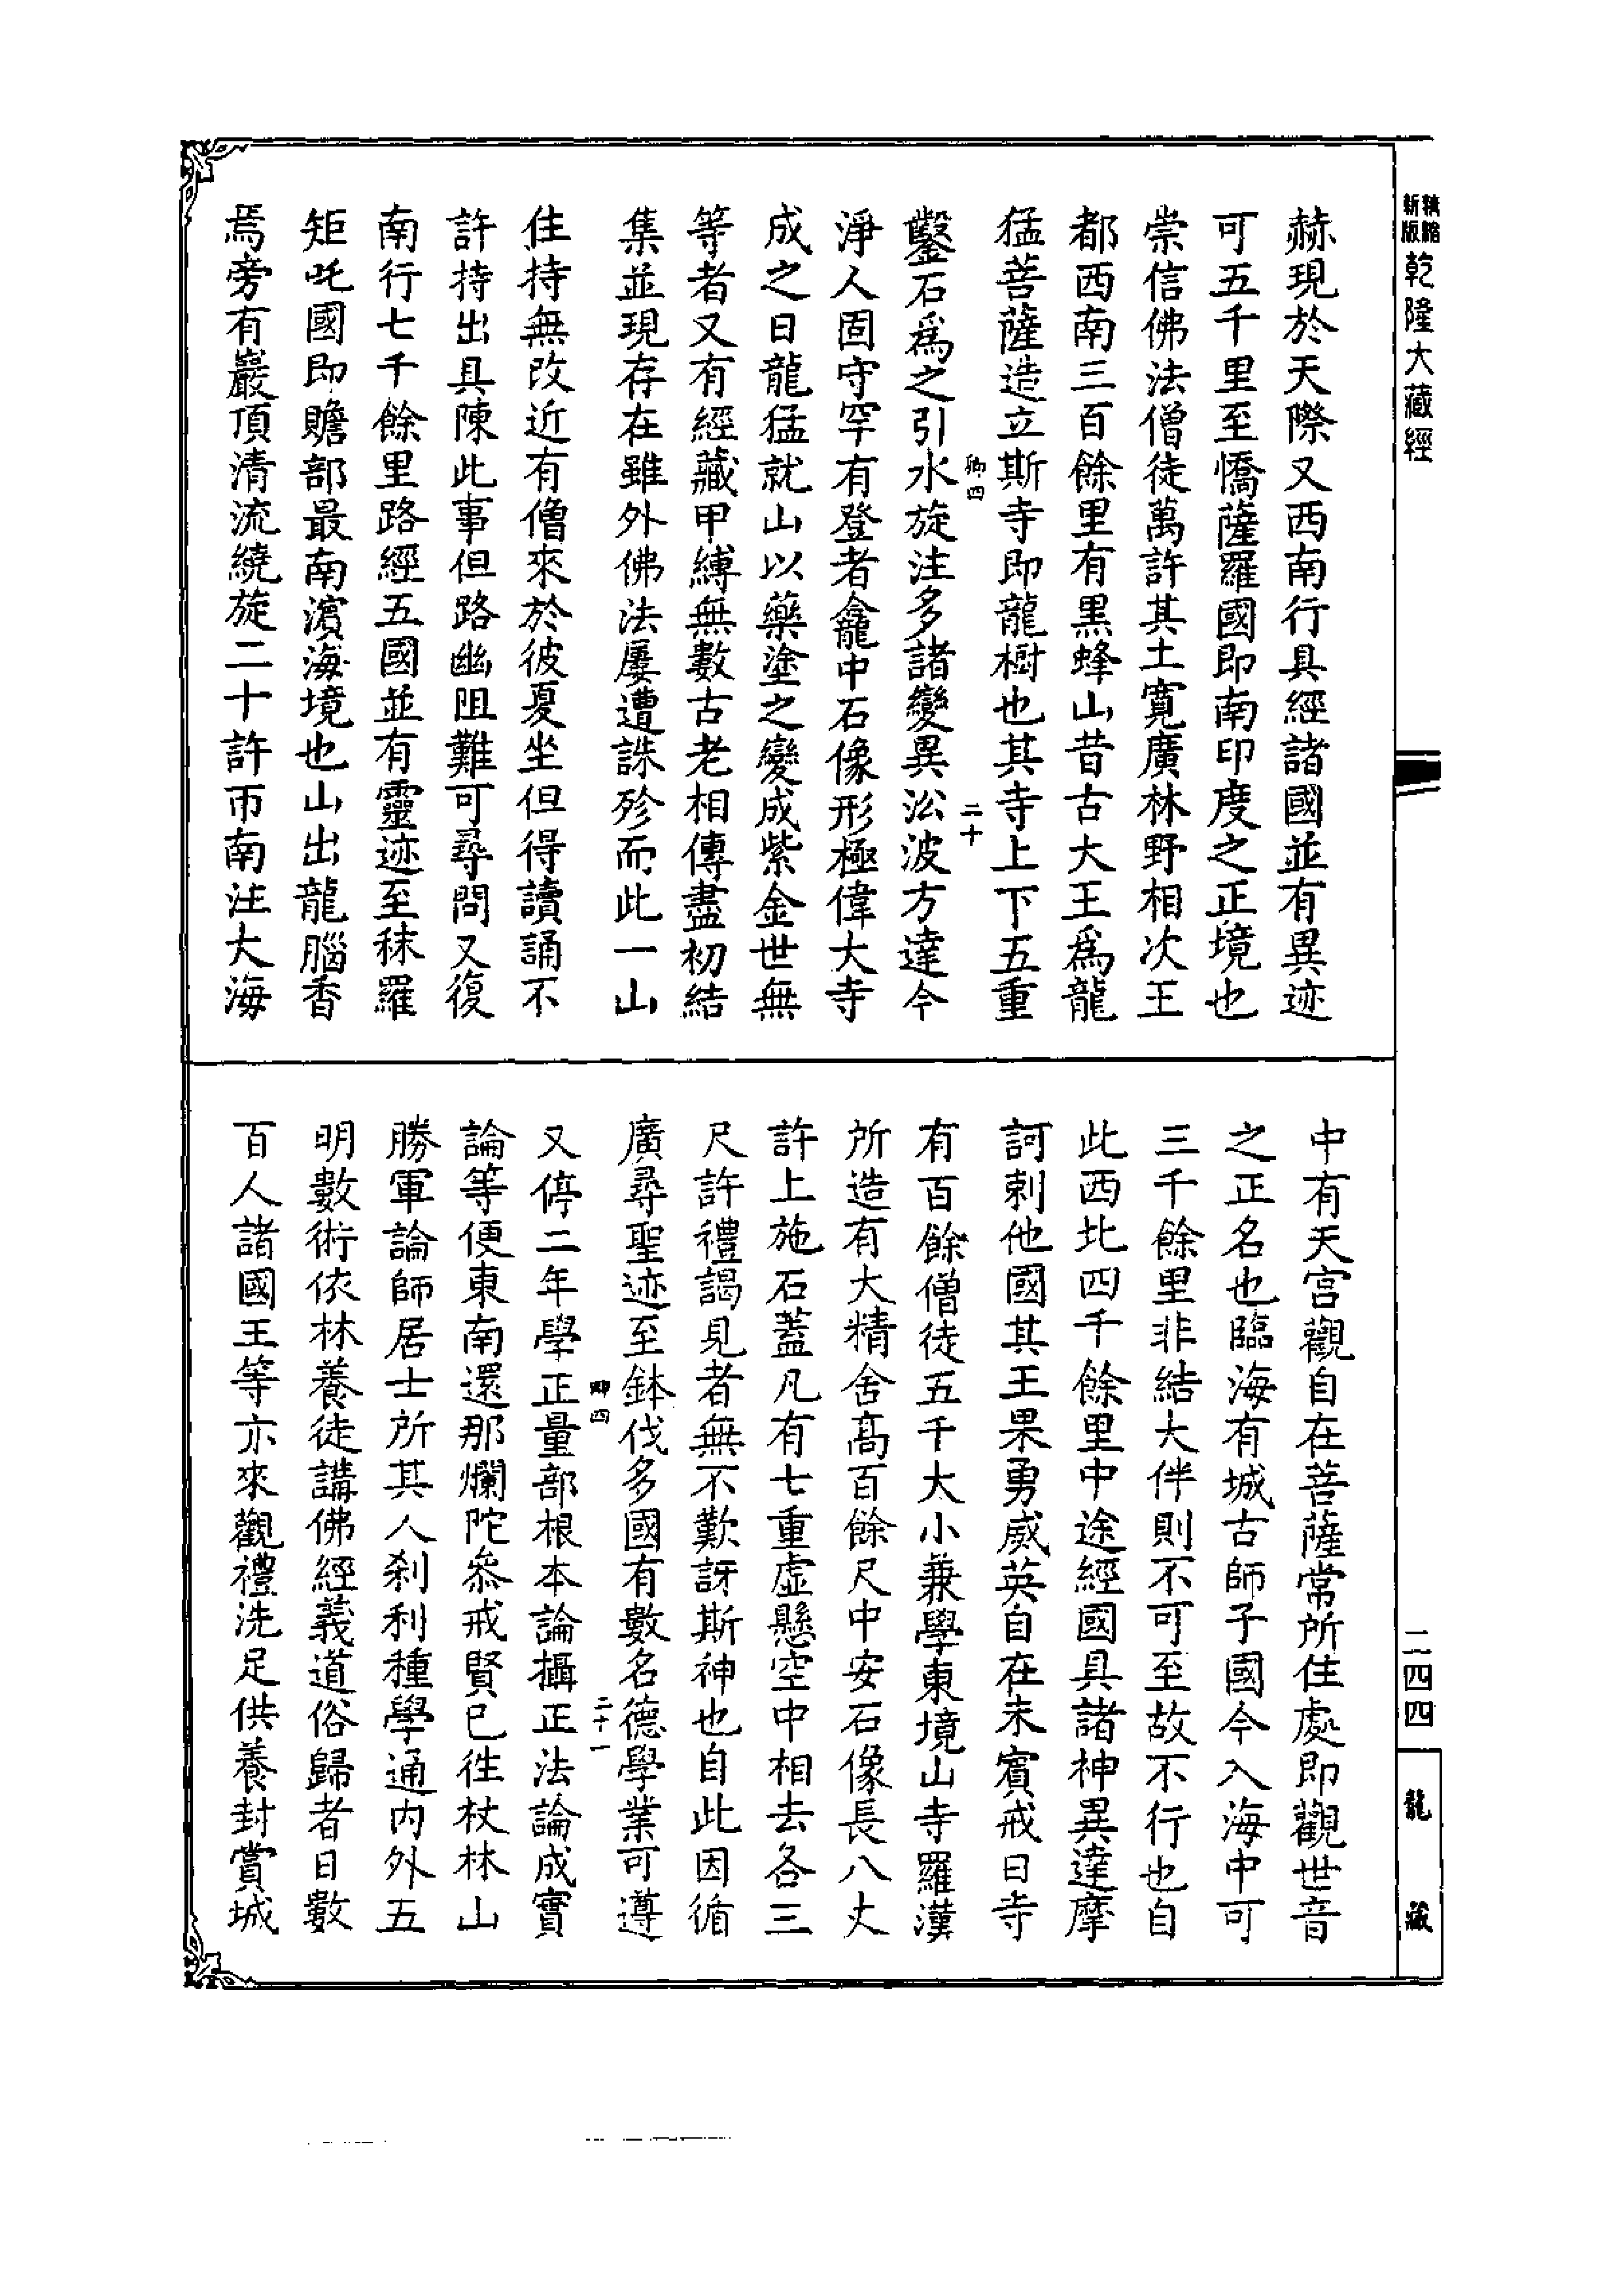 精縮
新版
乾隆大藏經
赫現於天際又西南行具經諸國並有異迹
可五千里至憍薩羅國即南印度之正境也
崇信佛法僧徒萬許其土寬廣林野相次王
都西南三百餘里有黑蜂山昔古大王爲龍
猛菩薩造立斯寺即龍樹也其寺上下五重
卿四
二十
鑿石爲之引水旋注多諸變異㳂波方達今
淨人固守罕有登者龕中石像形極偉大寺
成之日龍猛就山以藥塗之變成紫金世無
等者又有經藏甲縛無數古老相傳盡初結
集並現存在雖外佛法屢遭誅殄而此一山
住持無改近有僧來於彼夏坐但得讀誦不
許持出具陳此事但路幽阻難可尋問又復
南行七千餘里路經五國並有靈迹至秣羅
矩吒國即贍部最南濵海境也山出龍腦香
焉旁有巖頂清流繞旋二十許帀南注大海
中有天宫觀自在菩薩常所住處即觀世音
之正名也臨海有城古師子國今入海中可
三千餘里非結大伴則不可至故不行也自
此西北四千餘里中途經國具諸神異達摩
訶剌他國其王果勇威英自在未賓戒日寺
有百餘僧徒五千大小兼學東境山寺羅漢
所造有大精舍髙百餘尺中安石像長八丈
許上施石蓋凡有七重虛懸空中相去各三
尺許禮謁見者無不歎訝斯神也自此因循
廣尋聖迹至鉢伐多國有數名德學業可遵
卿四
二十一
又停二年學正量部根本論攝正法論成實
論等便東南還那爛陀叅戒賢已徃杖林山
勝軍論師居士所其人剎利種學通内外五
明數術依林養徒講佛經義道俗歸者日數
百人諸國王等亦來觀禮洗足供養封賞城
二四四
龍藏